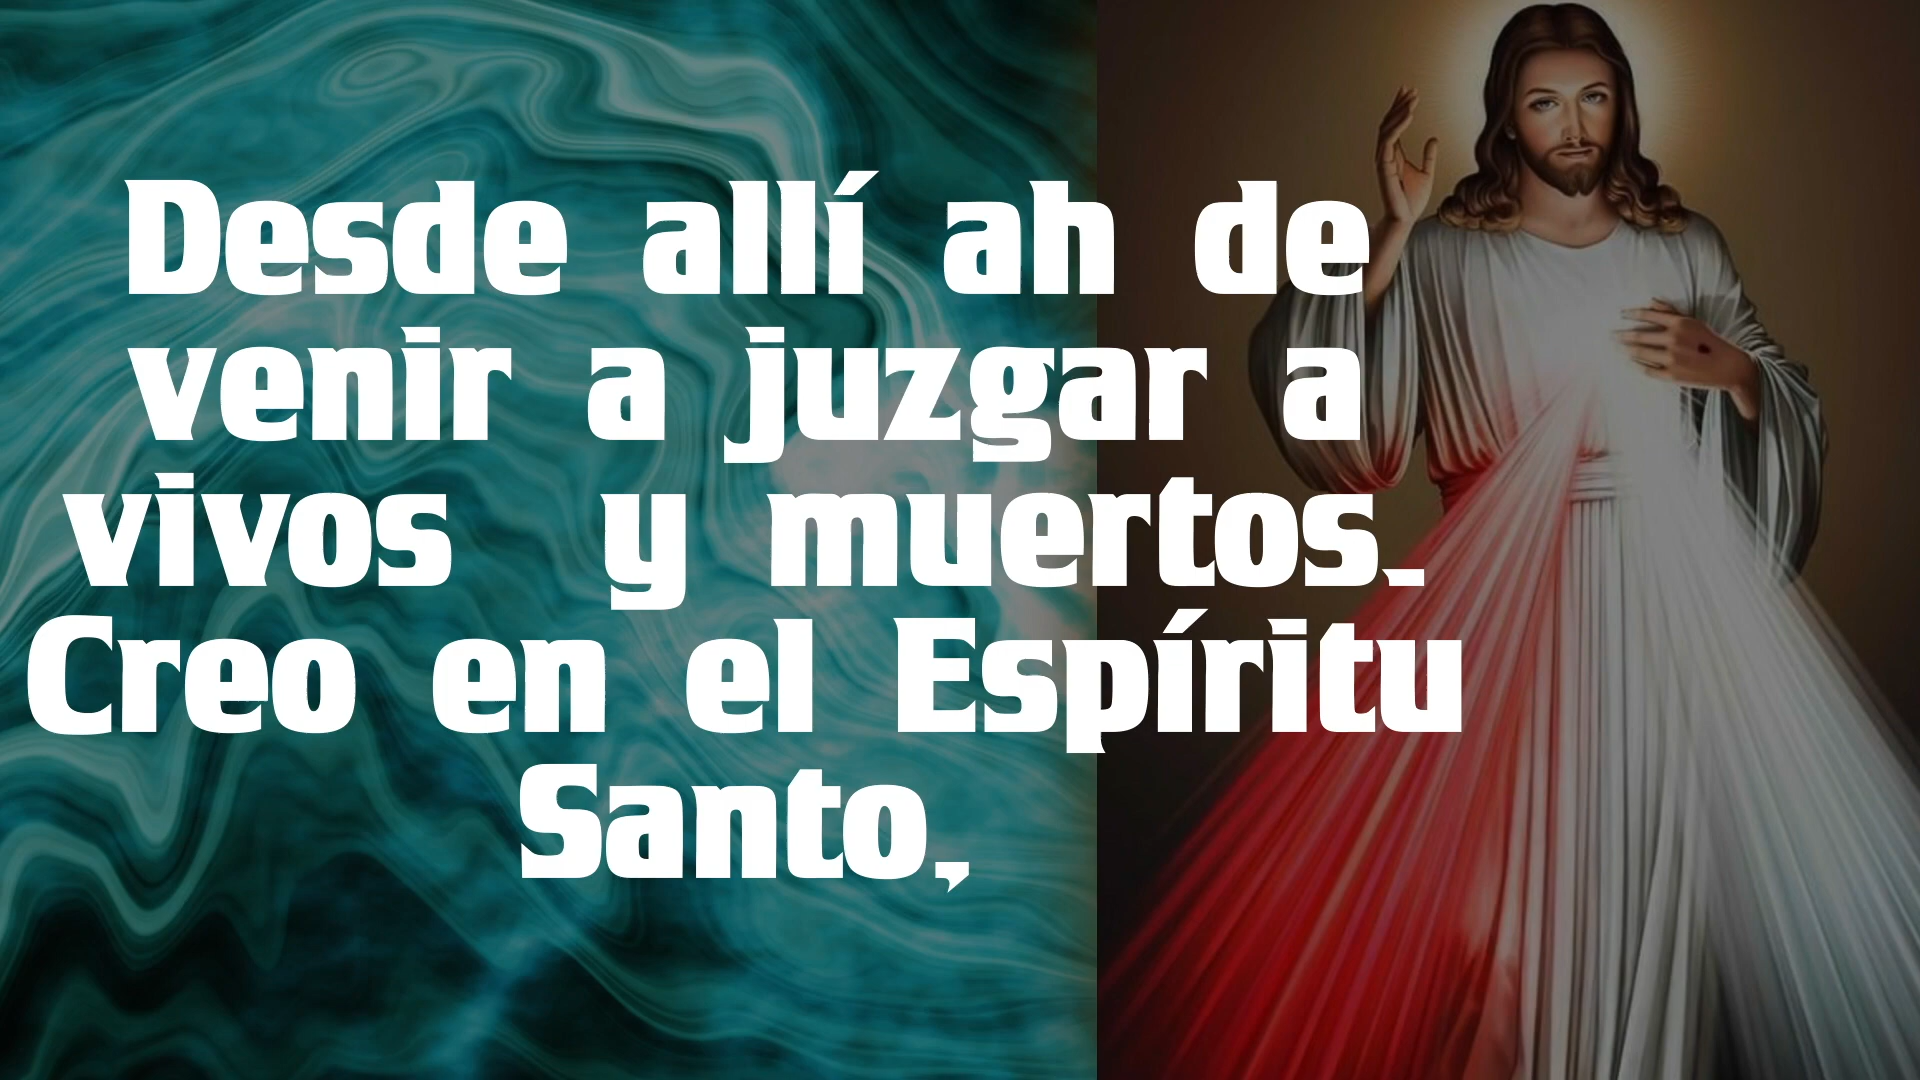 Desde allí ah de
venir a juzgar a
vivos y muertos.
Creo en el Espíritu
Santo,